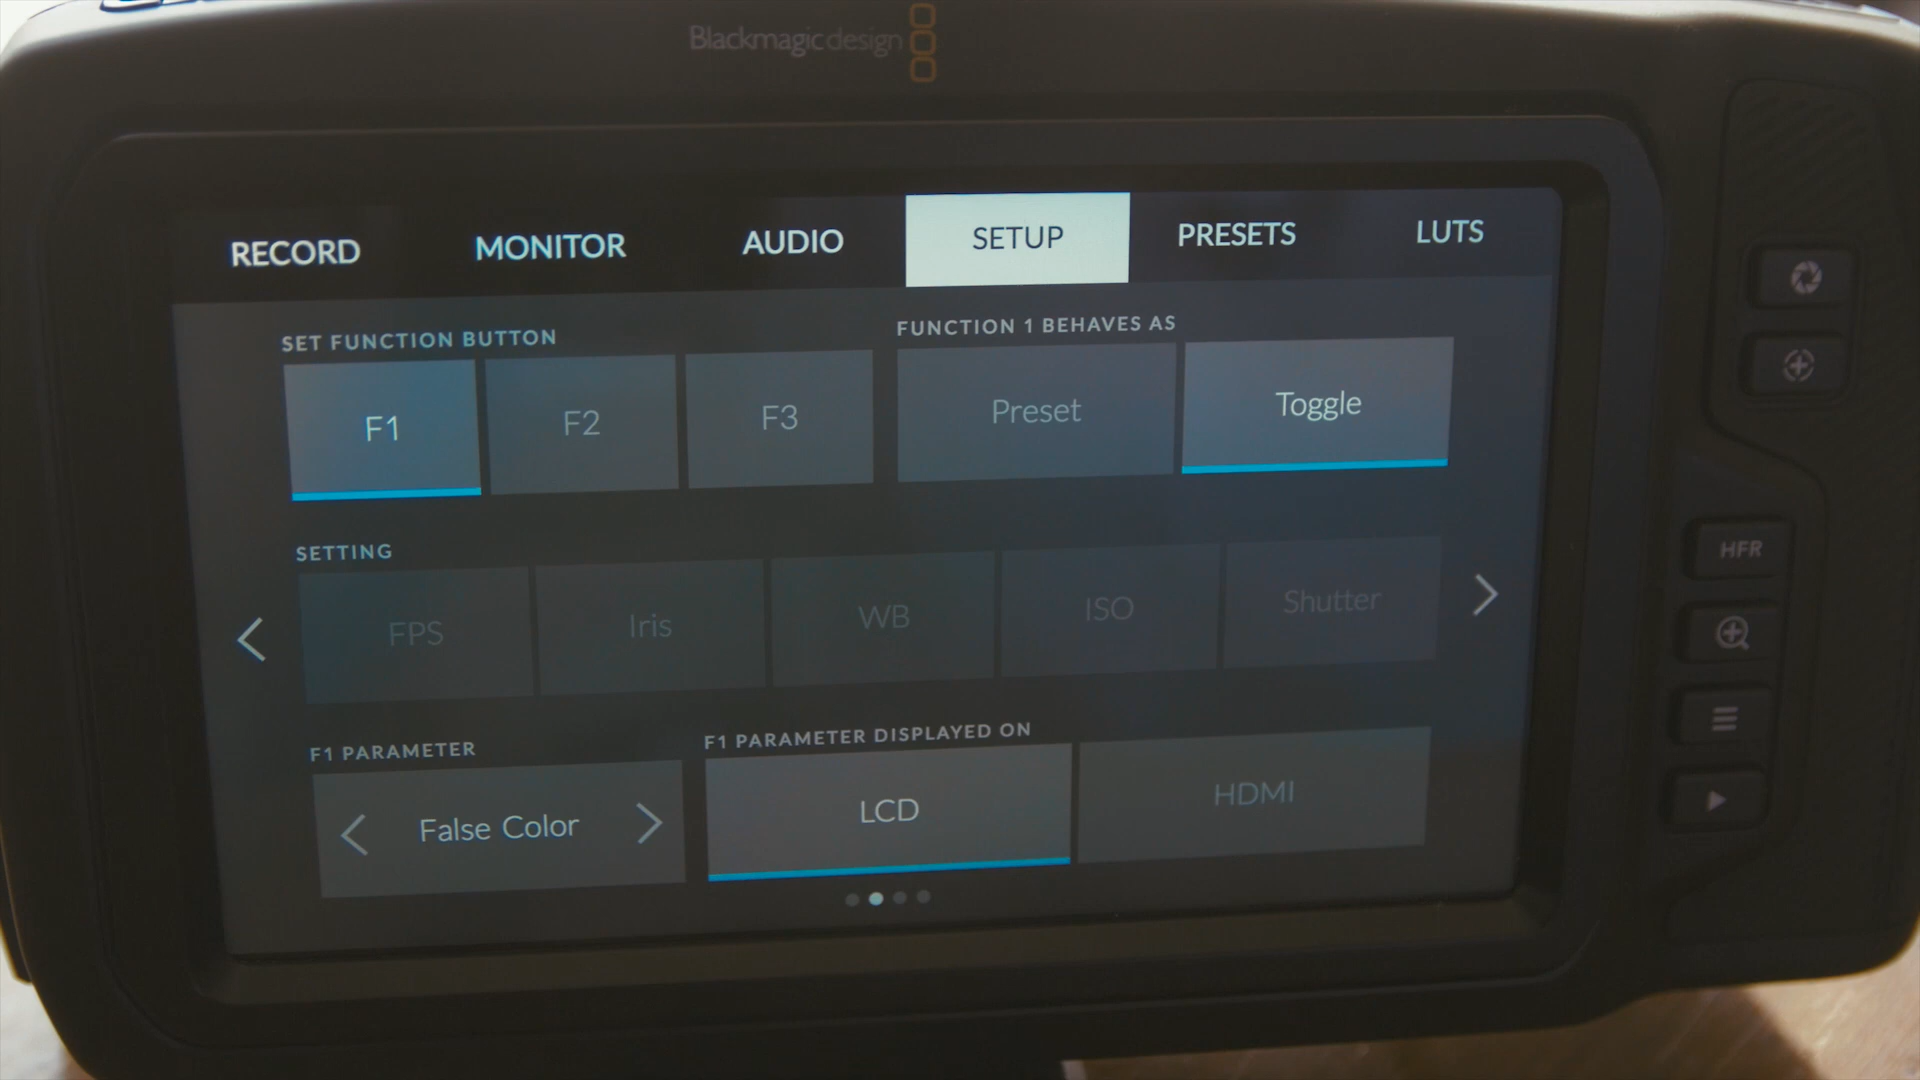 Blackmagicdesign
RECORD MONITOR AUDIO SETUP PRESETS LUTS
SET FUNCTION BUTTON
FUNCTION 1 BEHAVES AS
F1 F2 F3 Preset Toggle
HFR
SETTING
FPS Iris WB ISO Shutter
F1 PARAMETER
F1 PARAMETER DISPLAYED ON
False Color LCD HDMI